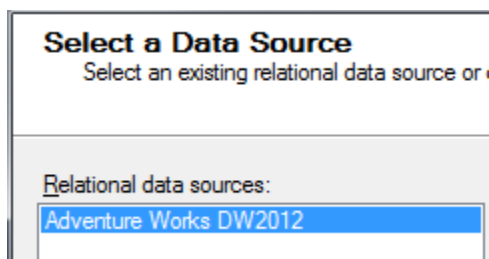 Select a Data Source
Select an existing relational data source or
Relational data sources:
Adventure Works DW2012